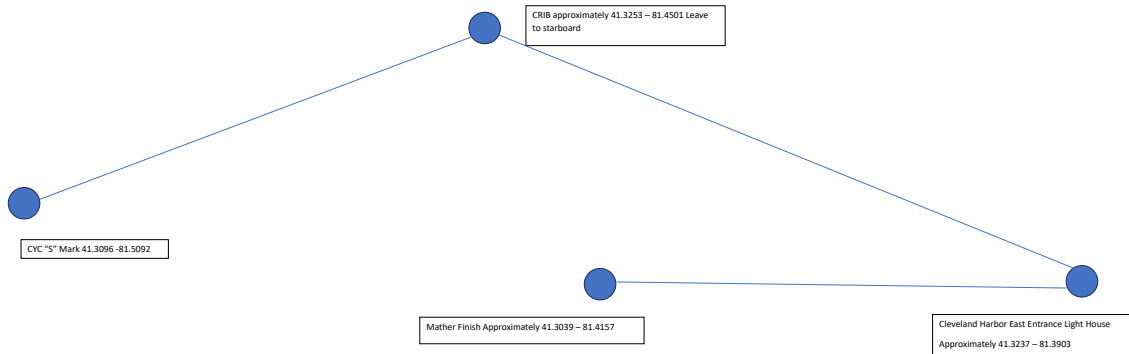 CRIB approximately 41.3253 – 81.4501 Leave
to starboard
CYC “S” Mark 41.3096 -81.5092
Mather Finish Approximately 41.3039 – 81.4157
Cleveland Harbor East Entrance Light House
Approximately 41.3237 – 81.3903